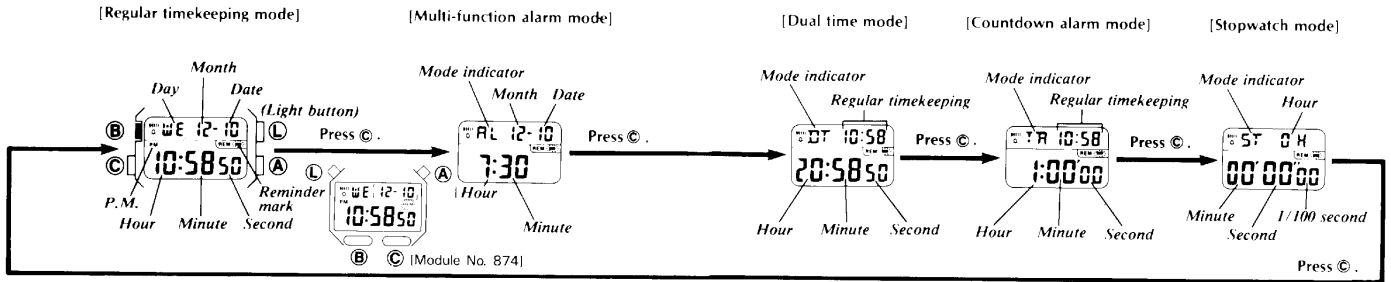 [Regular timekeeping mode]
[Multi-function alarm mode]
[Dual time mode]
[Countdown alarm mode]
[Stopwatch mode]
Month
Day
Date
(Light button)
B
WE 12-10
L
Press C.
C
PM
10:58 50
REM
A
P.M.
Reminder mark
Hour
Minute
Second
L
A
WE 12-10
10:58 50
B
C
[Module No. 874]
Mode indicator
Month
Date
AL 12-10
REM
7:30
Hour
Minute
Press C.
Mode indicator
Regular timekeeping
DT 10:58
REM
20:58 50
Hour
Minute
Second
Press C.
Mode indicator
Regular timekeeping
TA 10:58
REM
1:00 00
Hour
Minute
Second
Press C.
Mode indicator
Hour
ST 0H
REM
00'00"00
Minute
Second
1/100 second
Press C.